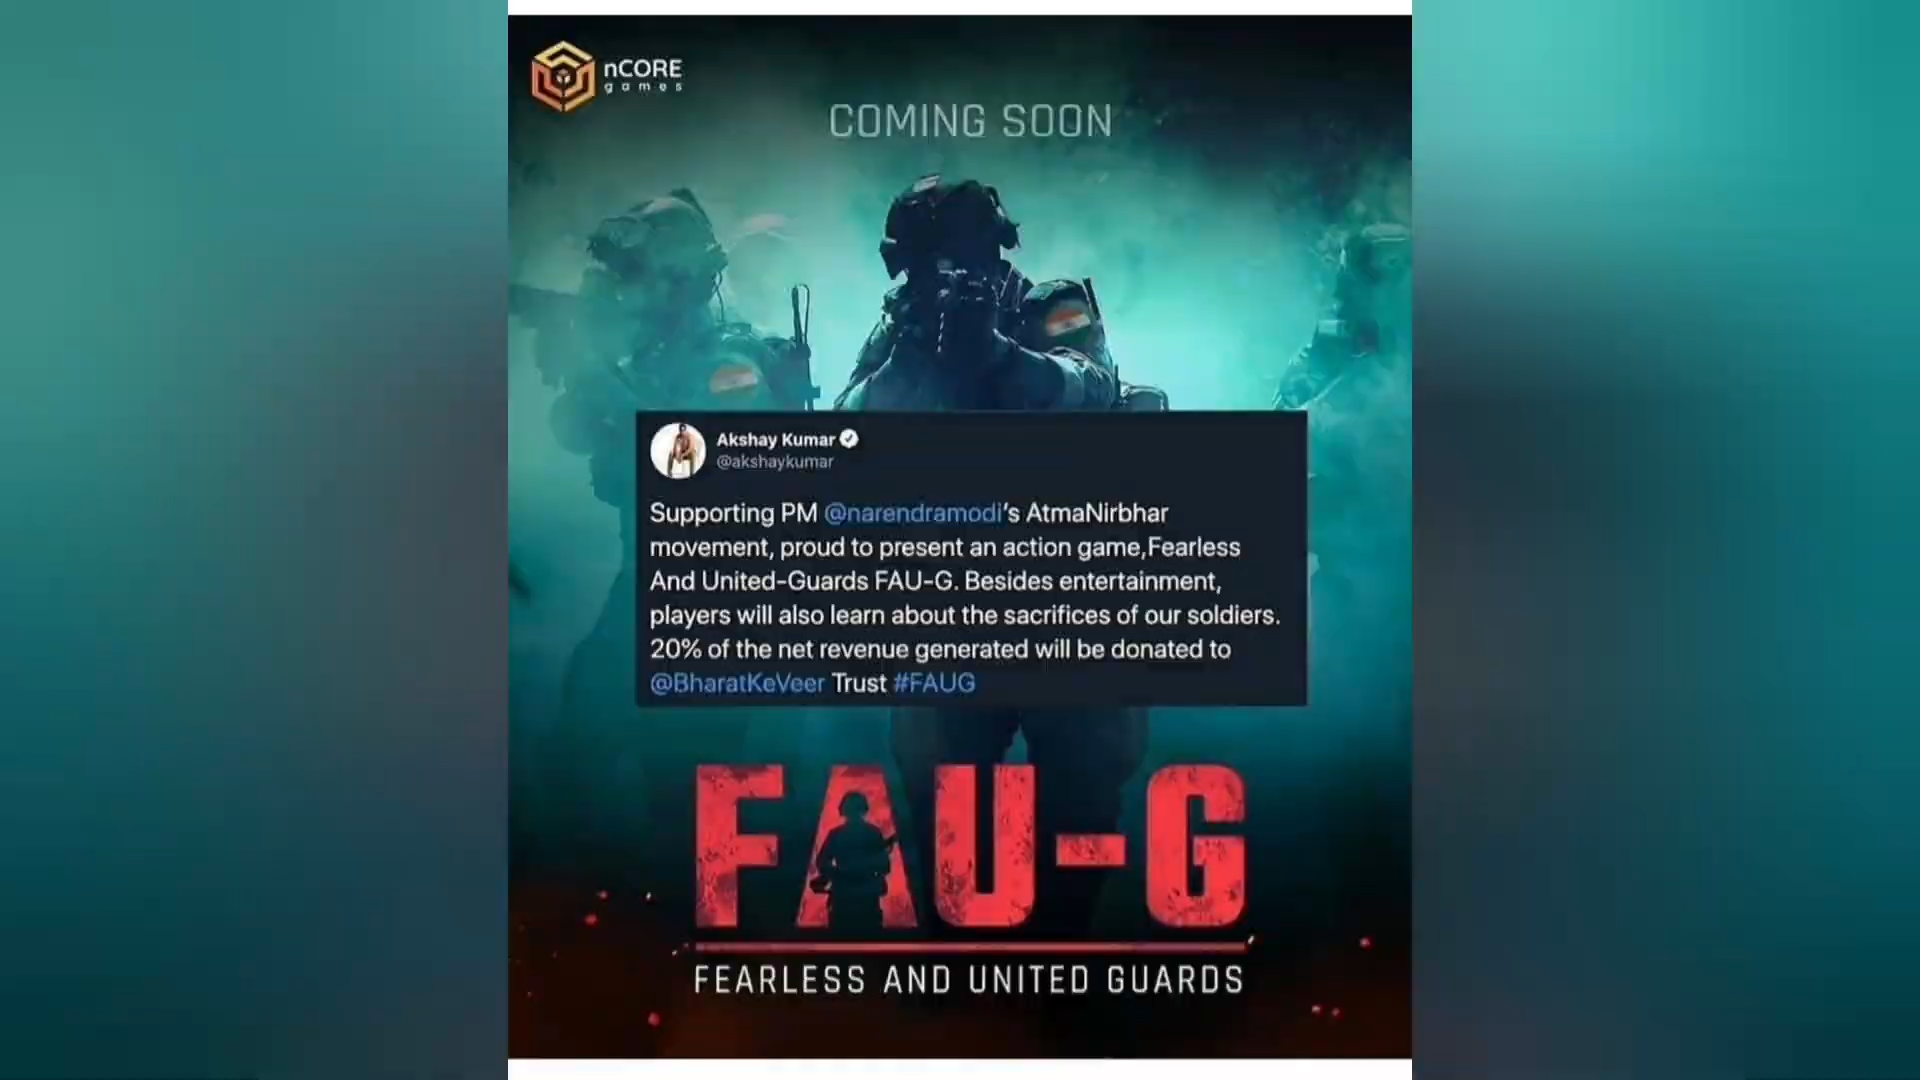 nCORE
games
COMING SOON
Akshay Kumar
@akshaykumar
Supporting PM @narendramodi's AtmaNirbhar
movement, proud to present an action game,Fearless
And United-Guards FAU-G. Besides entertainment,
players will also learn about the sacrifices of our soldiers.
20% of the net revenue generated will be donated to
@BharatKeVeer Trust #FAUG
FAU-G
FEARLESS AND UNITED GUARDS